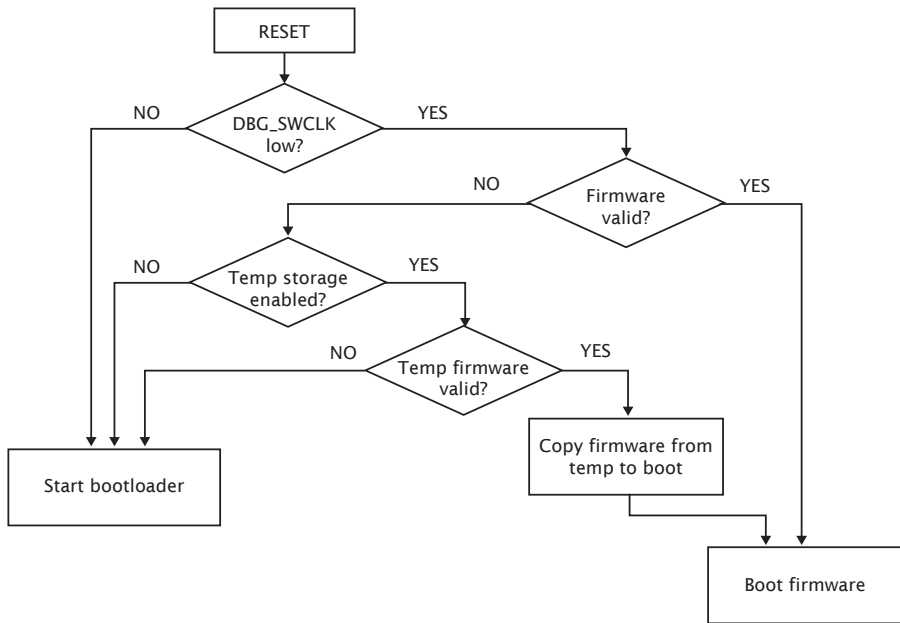 RESET
NO
YES
DBG_SWCLK
low?
NO
YES
Firmware
valid?
NO
YES
Temp storage
enabled?
NO
YES
Temp firmware
valid?
Copy firmware from
temp to boot
Start bootloader
Boot firmware